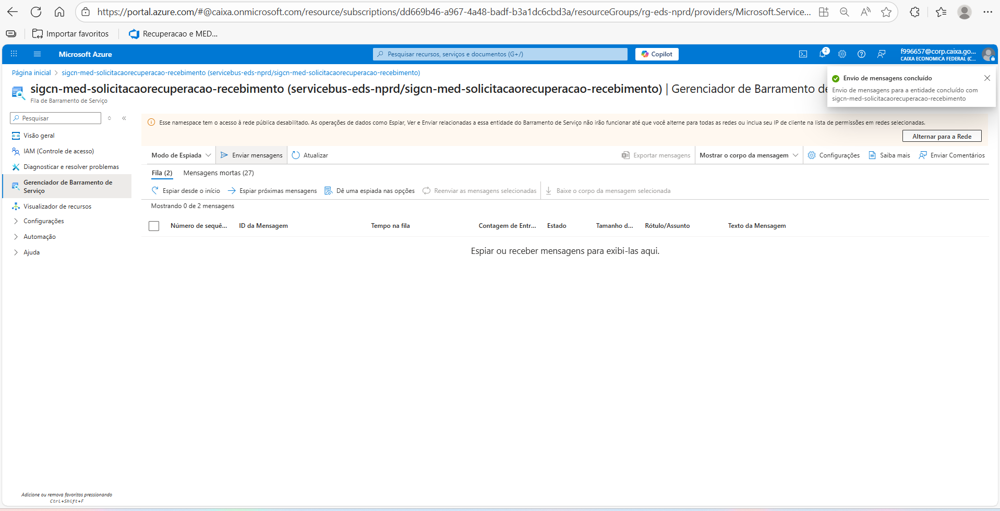 https://portal.azure.com/#@caixa.onmicrosoft.com/resource/subscriptions/dd669b46-a967-4a48-badf-b3a1dc6cbd3a/resourceGroups/rg-eds-nprd/providers/Microsoft.Service...
Importar favoritos
Recuperacao e MED...
Microsoft Azure
Pesquisar recursos, serviços e documentos (G+/)
Copilot
2
f996657@corp.caixa.go...
CAIXA ECONOMICA FEDERAL (C...
Página inicial > sigcn-med-solicitacaorecuperacao-recebimento (servicebus-eds-nprd/sigcn-med-solicitacaorecuperacao-recebimento)
sigcn-med-solicitacaorecuperacao-recebimento (servicebus-eds-nprd/sigcn-med-solicitacaorecuperacao-recebimento) | Gerenciador de Barramento de
Fila de Barramento de Serviço
Envio de mensagens concluído
Envio de mensagens para a entidade concluído com
sigcn-med-solicitacaorecuperacao-recebimento
Pesquisar
Visão geral
IAM (Controle de acesso)
Diagnosticar e resolver problemas
Gerenciador de Barramento de
Serviço
Visualizador de recursos
Configurações
Automação
Ajuda
Esse namespace tem o acesso à rede pública desabilitado. As operações de dados como Espiar, Ver e Enviar relacionadas a essa entidade do Barramento de Serviço não irão funcionar até que você alterne para todas as redes ou inclua seu IP de cliente na lista de permissões em redes selecionadas.
Alternar para a Rede
Modo de Espiada
Enviar mensagens
Atualizar
Exportar mensagens
Mostrar o corpo da mensagem
Configurações
Saiba mais
Enviar Comentários
Fila (2)
Mensagens mortas (27)
Espiar desde o início
Espiar próximas mensagens
Dê uma espiada nas opções
Reenviar as mensagens selecionadas
Baixe o corpo da mensagem selecionada
Mostrando 0 de 2 mensagens
Número de sequê...
ID da Mensagem
Tempo na fila
Contagem de Entr...
Estado
Tamanho d...
Rótulo/Assunto
Texto da Mensagem
Espiar ou receber mensagens para exibi-las aqui.
Adicione ou remova favoritos pressionando
Ctrl+Shift+F